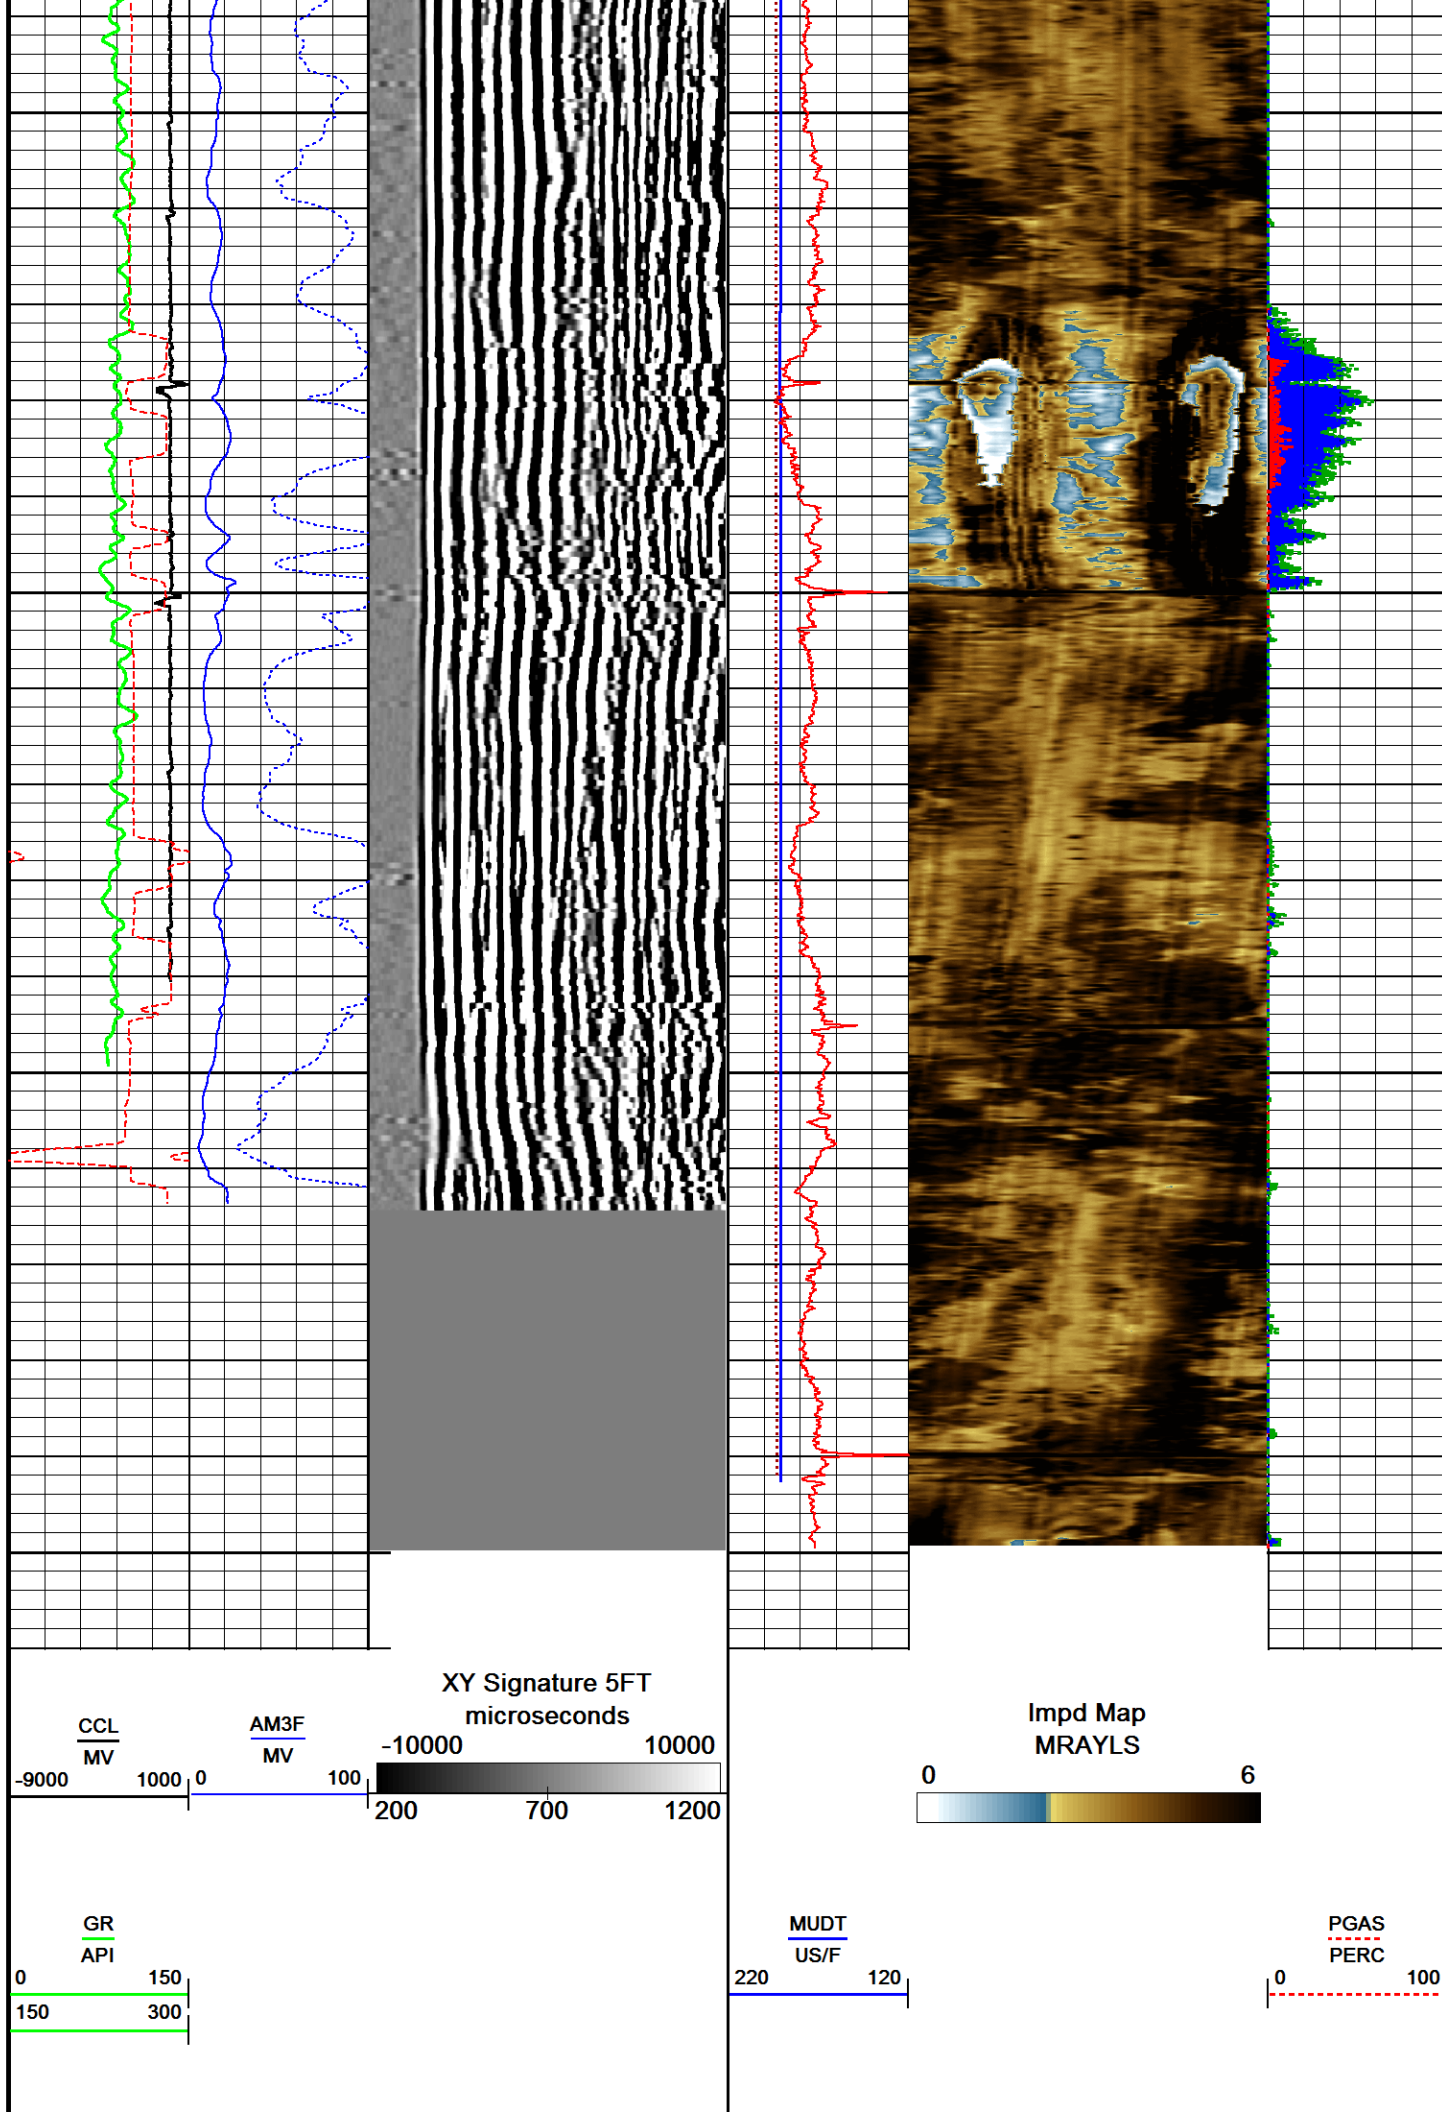 XY Signature 5FT
microseconds
-10000 10000
200 700 1200
CCL
MV
-9000 1000
AM3F
MV
0 100
Impd Map
MRAYLS
0 6
GR
API
0 150
150 300
MUDT
US/F
220 120
PGAS
PERC
0 100